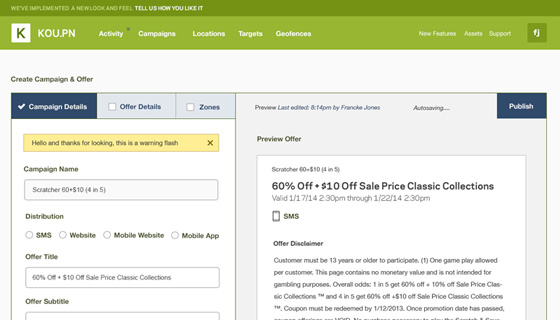 WE'VE IMPLEMENTED A NEW LOOK AND FEEL TELL US HOW YOU LIKE IT
K KOU.PN Activity Campaigns Locations Targets Geofences New Features Assets Support fj
Create Campaign & Offer
Campaign Details Offer Details Zones
Preview Last edited: 8:14pm by Francke Jones Autosaving.... Publish
Hello and thanks for looking, this is a warning flash
Campaign Name
Scratcher 60+$10 (4 in 5)
Distribution
SMS Website Mobile Website Mobile App
Offer Title
60% Off + $10 Off Sale Price Classic Collections
Offer Subtitle
Preview Offer
Scratcher 60+$10 (4 in 5)
60% Off + $10 Off Sale Price Classic Collections
Valid 1/17/14 2:30pm through 1/22/14 2:30pm
SMS
Offer Disclaimer
Customer must be 13 years or older to participate. (1) One game play allowed
per customer. This page contains no monetary value and is not intended for
gambling purposes. Overall odds: 1 in 5 get 60% off + 10% off Sale Price Clas-
sic Collections ™ and 4 in 5 get 60% off +$10 off Sale Price Classic Collections
™. Coupon must be redeemed by 1/12/2013. Once promotion date has passed,